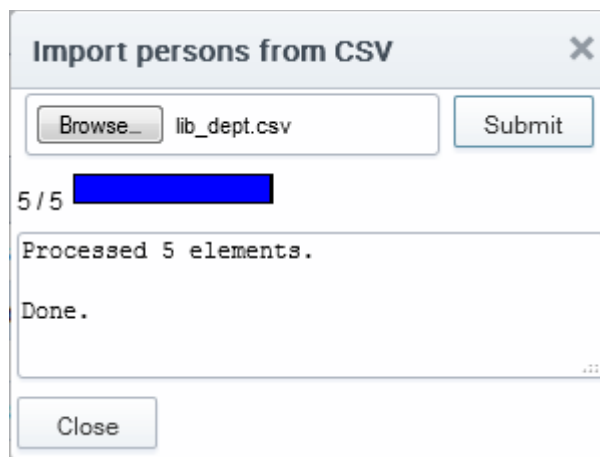 Import persons from CSV
Browse... lib_dept.csv Submit
5 / 5
Processed 5 elements.
Done.
Close